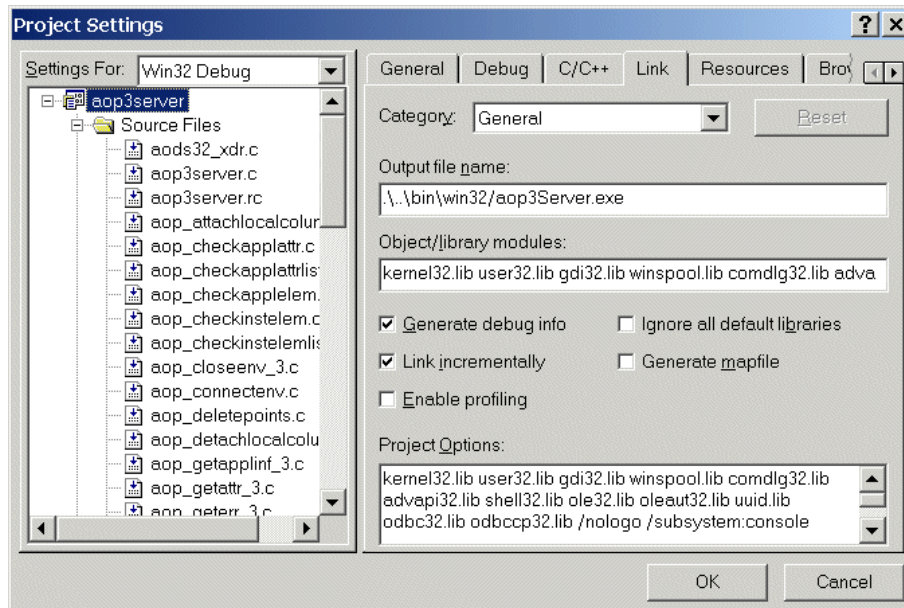 Project Settings
Settings For: Win32 Debug
aop3server
Source Files
aods32_xdr.c
aop3server.c
aop3server.rc
aop_attachlocalcolur
aop_checkapplattr.c
aop_checkapplattrlis
aop_checkapplelem.
aop_checkinstelem.c
aop_checkinstelemlis
aop_closeenv_3.c
aop_connectenv.c
aop_deletepoints.c
aop_detachlocalcolu
aop_getapplinf_3.c
aop_getattr_3.c
aop_geterr_3.c
General Debug C/C++ Link Resources Brow
Category: General Reset
Output file name:
.\..\bin\win32/aop3Server.exe
Object/library modules:
kernel32.lib user32.lib gdi32.lib winspool.lib comdlg32.lib adva
Generate debug info Ignore all default libraries
Link incrementally Generate mapfile
Enable profiling
Project Options:
kernel32.lib user32.lib gdi32.lib winspool.lib comdlg32.lib
advapi32.lib shell32.lib ole32.lib oleaut32.lib uuid.lib
odbc32.lib odbccp32.lib /nologo /subsystem:console
OK Cancel